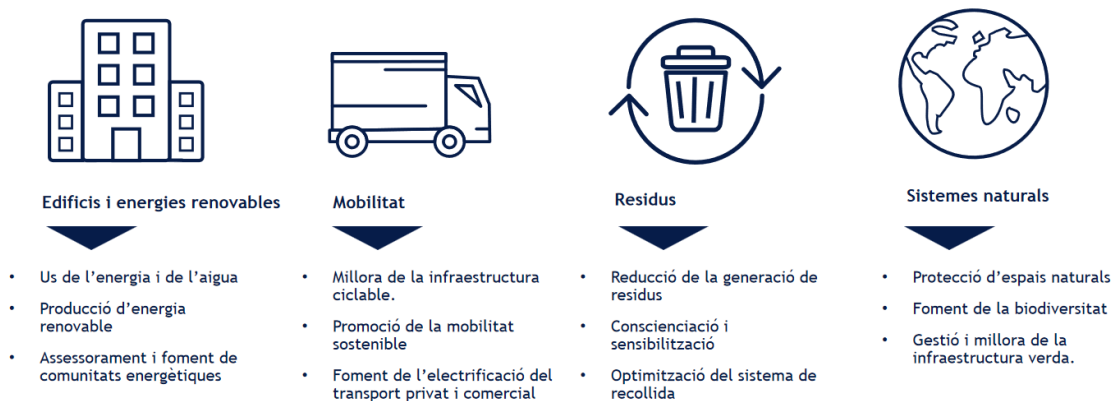 Edificis i energies renovables
• Us de l'energia i de l'aigua
• Producció d'energia
renovable
• Assessorament i foment de
comunitats energètiques
Mobilitat
• Millora de la infraestructura
ciclable.
• Promoció de la mobilitat
sostenible
• Foment de l'electrificació del
transport privat i comercial
Residus
• Reducció de la generació de
residus
• Conscienciació i
sensibilització
• Optimització del sistema de
recollida
Sistemes naturals
• Protecció d'espais naturals
• Foment de la biodiversitat
• Gestió i millora de la
infraestructura verda.